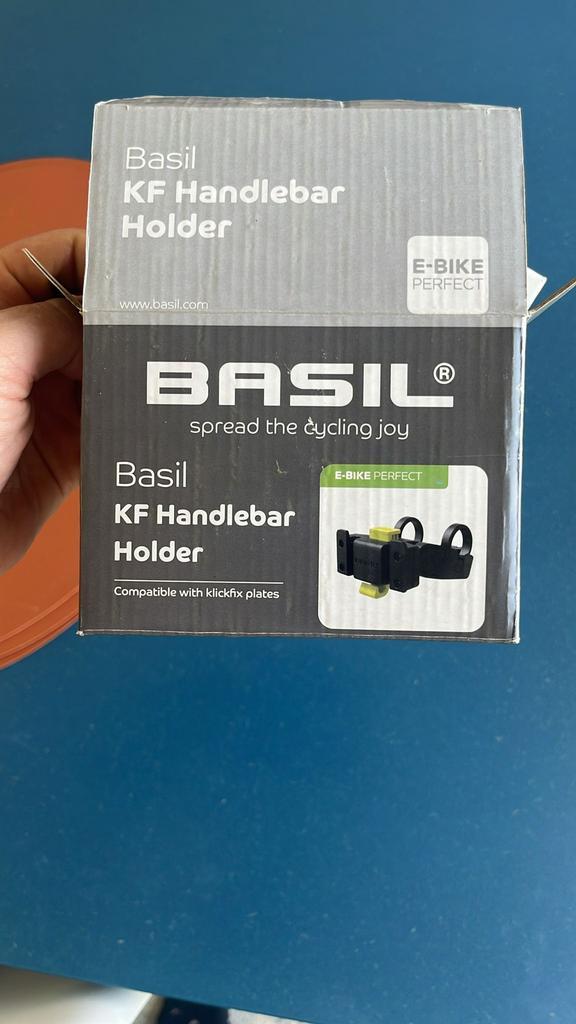 Basil
KF Handlebar
Holder
E-BIKE
PERFECT
www.basil.com
BASIL®
spread the cycling joy
Basil
KF Handlebar
Holder
Compatible with klickfix plates
E-BIKE PERFECT